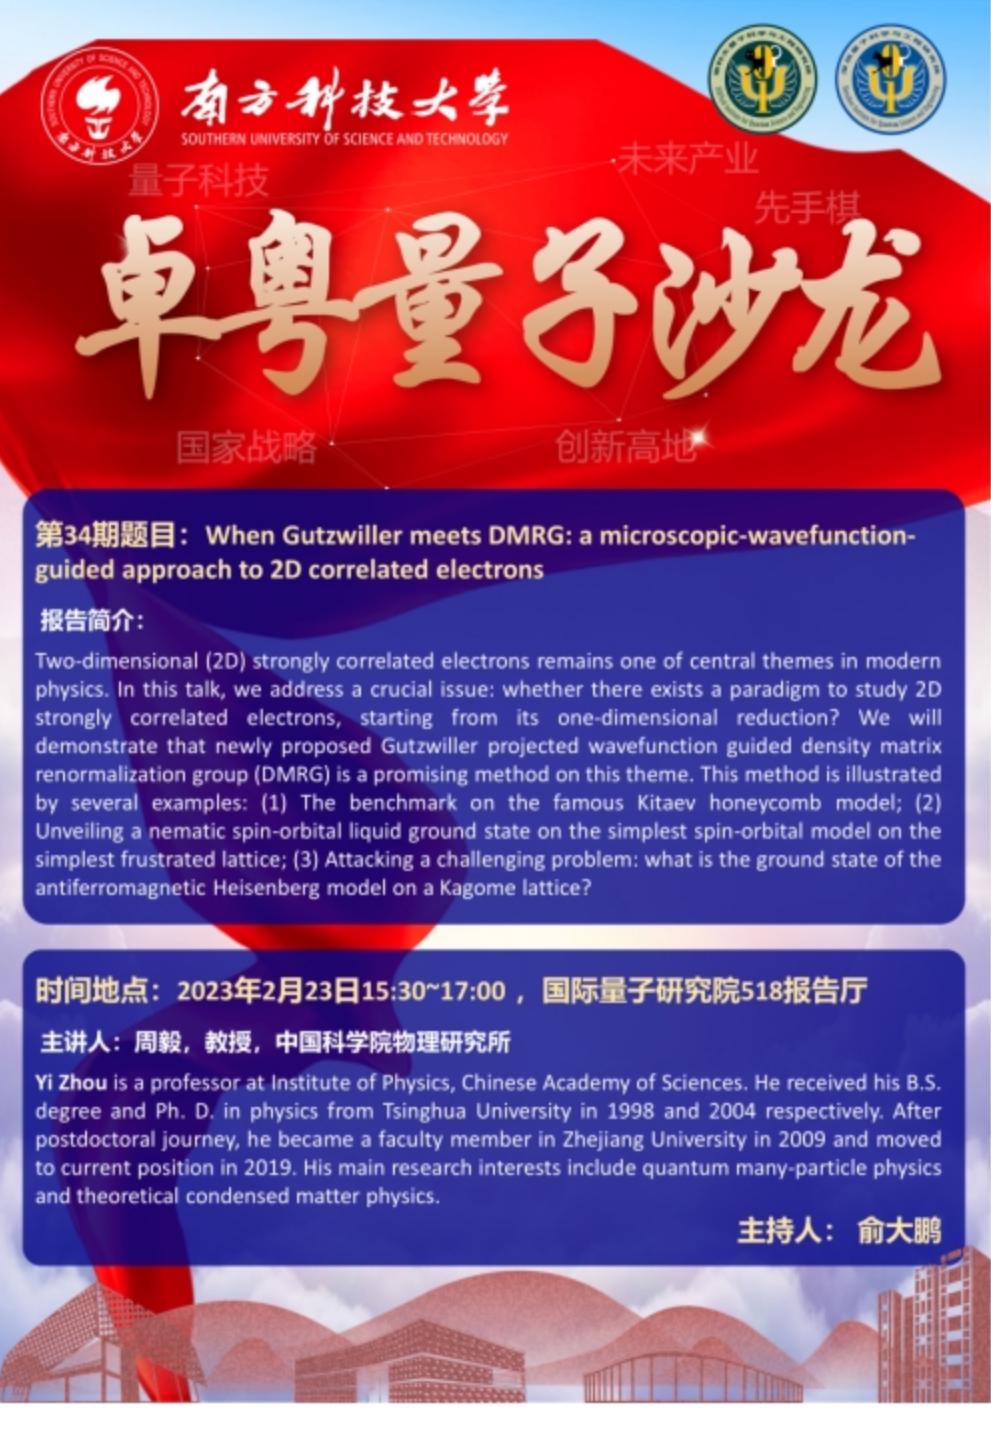 南方科技大学
SOUTHERN UNIVERSITY OF SCIENCE AND TECHNOLOGY
量子科技
未来产业
先手棋
卓粤量子沙龙
国家战略
创新高地
第34期题目：When Gutzwiller meets DMRG: a microscopic-wavefunction-
guided approach to 2D correlated electrons
报告简介：
Two-dimensional (2D) strongly correlated electrons remains one of central themes in modern
physics. In this talk, we address a crucial issue: whether there exists a paradigm to study 2D
strongly correlated electrons, starting from its one-dimensional reduction? We will
demonstrate that newly proposed Gutzwiller projected wavefunction guided density matrix
renormalization group (DMRG) is a promising method on this theme. This method is illustrated
by several examples: (1) The benchmark on the famous Kitaev honeycomb model; (2)
Unveiling a nematic spin-orbital liquid ground state on the simplest spin-orbital model on the
simplest frustrated lattice; (3) Attacking a challenging problem: what is the ground state of the
antiferromagnetic Heisenberg model on a Kagome lattice?
时间地点：2023年2月23日15:30~17:00 ，国际量子研究院518报告厅
主讲人：周毅，教授，中国科学院物理研究所
Yi Zhou is a professor at Institute of Physics, Chinese Academy of Sciences. He received his B.S.
degree and Ph. D. in physics from Tsinghua University in 1998 and 2004 respectively. After
postdoctoral journey, he became a faculty member in Zhejiang University in 2009 and moved
to current position in 2019. His main research interests include quantum many-particle physics
and theoretical condensed matter physics.
主持人： 俞大鹏